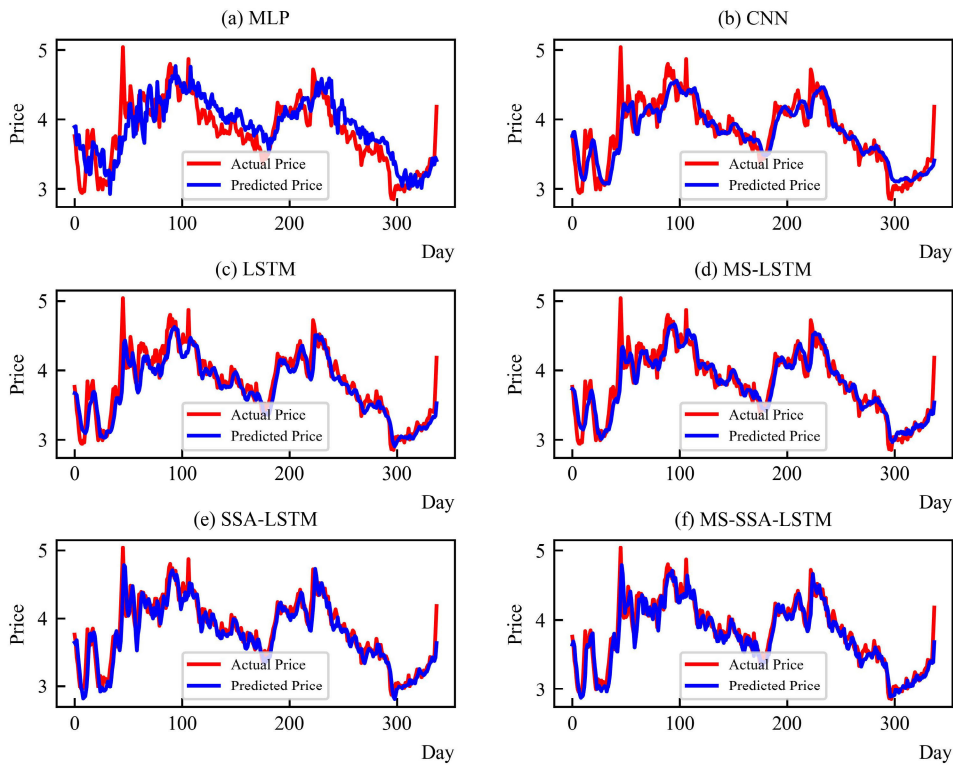 (a) MLP
Price
5
4
3
Actual Price
Predicted Price
0 100 200 300
Day
(b) CNN
Price
5
4
3
Actual Price
Predicted Price
0 100 200 300
Day
(c) LSTM
Price
5
4
3
Actual Price
Predicted Price
0 100 200 300
Day
(d) MS-LSTM
Price
5
4
3
Actual Price
Predicted Price
0 100 200 300
Day
(e) SSA-LSTM
Price
5
4
3
Actual Price
Predicted Price
0 100 200 300
Day
(f) MS-SSA-LSTM
Price
5
4
3
Actual Price
Predicted Price
0 100 200 300
Day